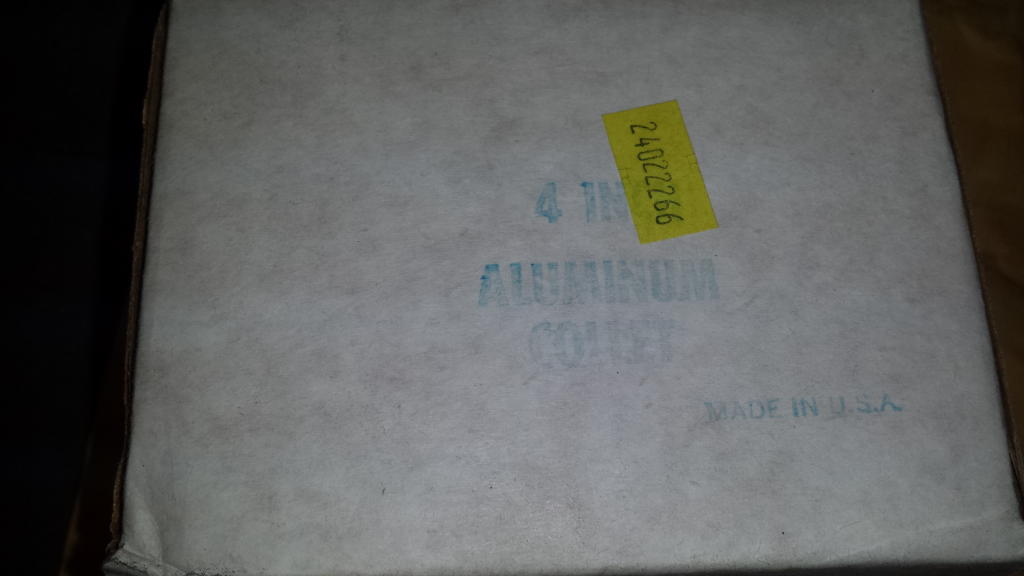 24022266
4 IN
ALUMINUM
COLLET
MADE IN U.S.A.